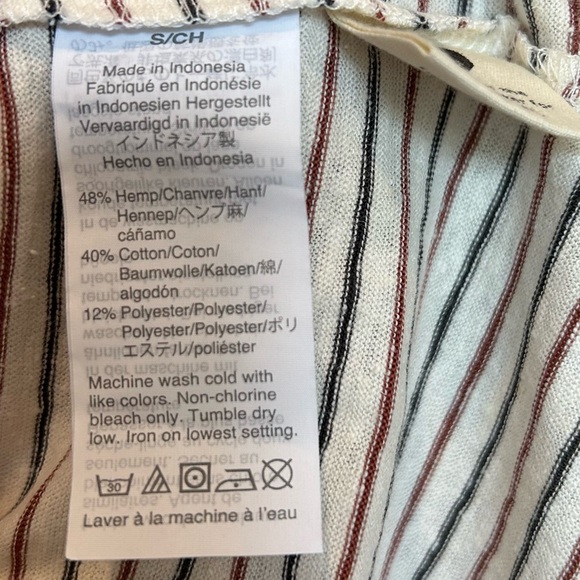 S/CH
Made in Indonesia
Fabriqué en Indonésie
in Indonesien Hergestellt
Vervaardigd in Indonesië
インドネシア製
Hecho en Indonesia
48% Hemp/Chanvre/Hanf/
Hennep/ヘンプ麻/
cáñamo
40% Cotton/Coton/
Baumwolle/Katoen/綿/
algodón
12% Polyester/Polyester/
Polyester/Polyester/ポリ
エステル/poliéster
Machine wash cold with
like colors. Non-chlorine
bleach only. Tumble dry
low. Iron on lowest setting.
30
Laver à la machine à l'eau